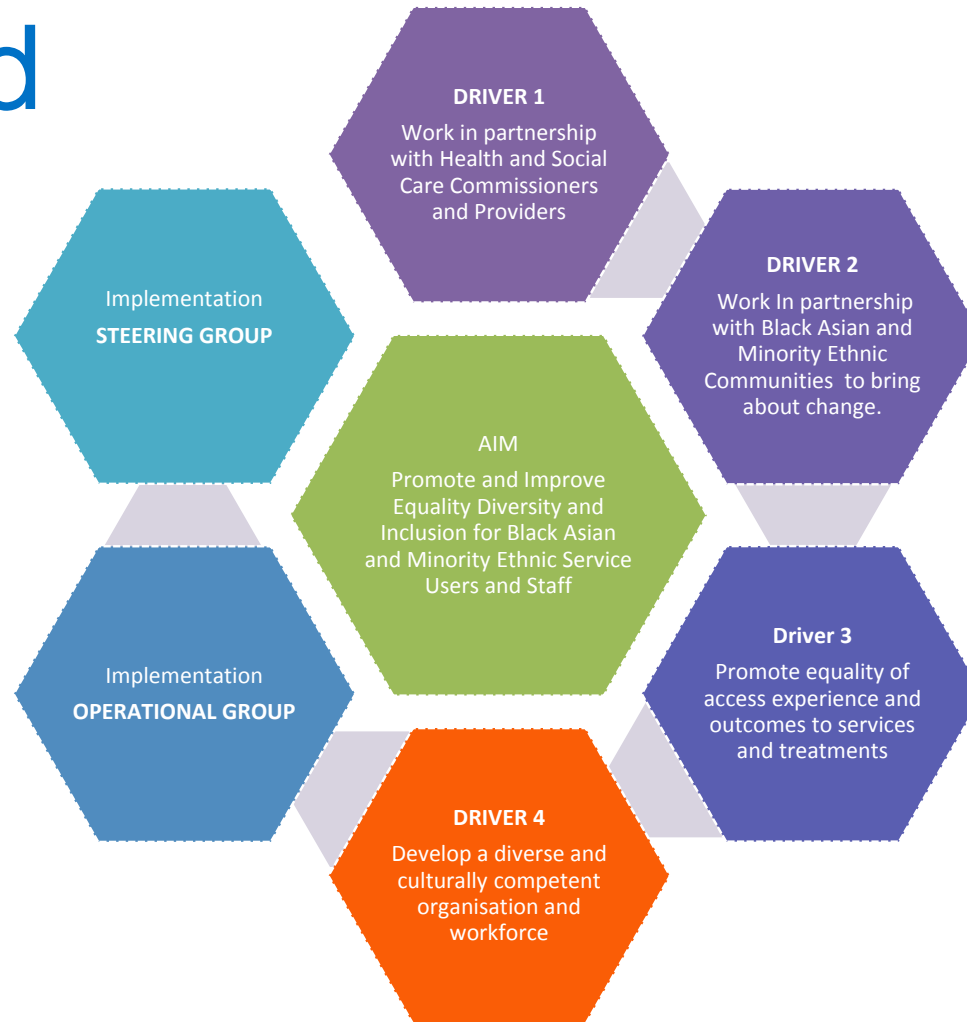 d
DRIVER 1
Work in partnership
with Health and Social
Care Commissioners
and Providers
DRIVER 2
Work In partnership
with Black Asian and
Minority Ethnic
Communities  to bring
about change.
Driver 3
Promote equality of
access experience and
outcomes to services
and treatments
DRIVER 4
Develop a diverse and
culturally competent
organisation and
workforce
Implementation
OPERATIONAL GROUP
Implementation
STEERING GROUP
AIM
Promote and Improve
Equality Diversity and
Inclusion for Black Asian
and Minority Ethnic Service
Users and Staff